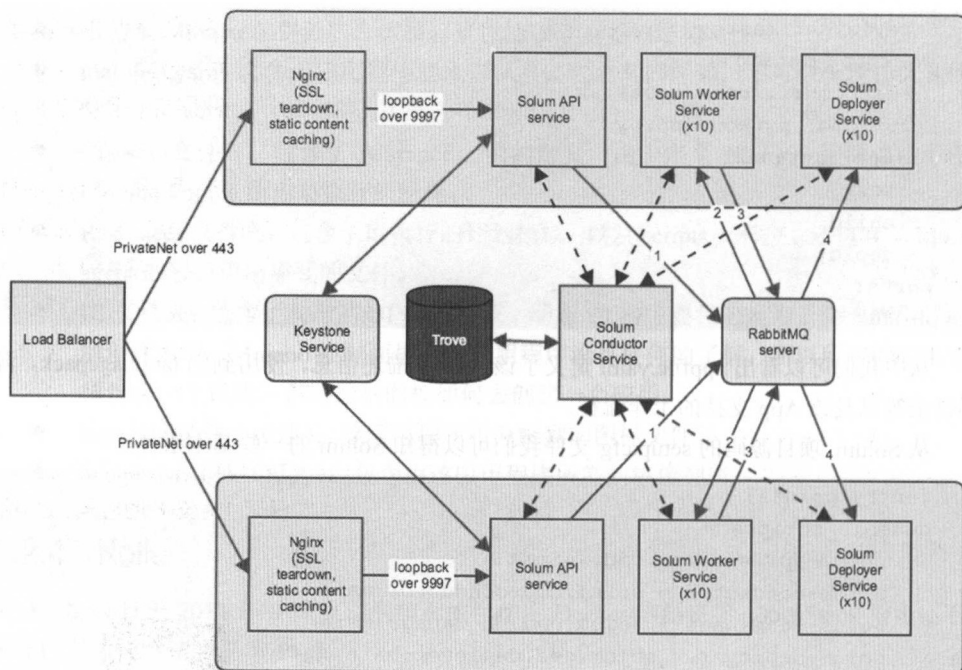 Nginx
(SSL
teardown,
static content
caching)
loopback
over 9997
Solum API
service
Solum Worker
Service
(x10)
Solum
Deployer
Service
(x10)
2
3
PrivateNet over 443
1
4
Load Balancer
Keystone
Service
Trove
Solum
Conductor
Service
RabbitMQ
server
PrivateNet over 443
1
2
3
Nginx
(SSL
teardown,
static content
caching)
loopback
over 9997
Solum API
service
Solum Worker
Service
(x10)
Solum
Deployer
Service
(x10)